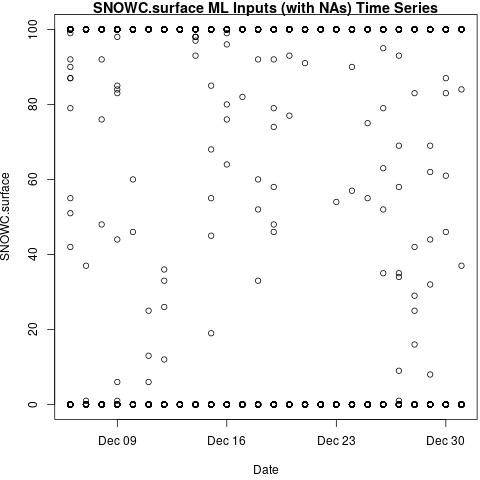 SNOWC.surface ML Inputs (with NAs) Time Series
SNOWC.surface
100
80
60
40
20
0
Dec 09
Dec 16
Dec 23
Dec 30
Date